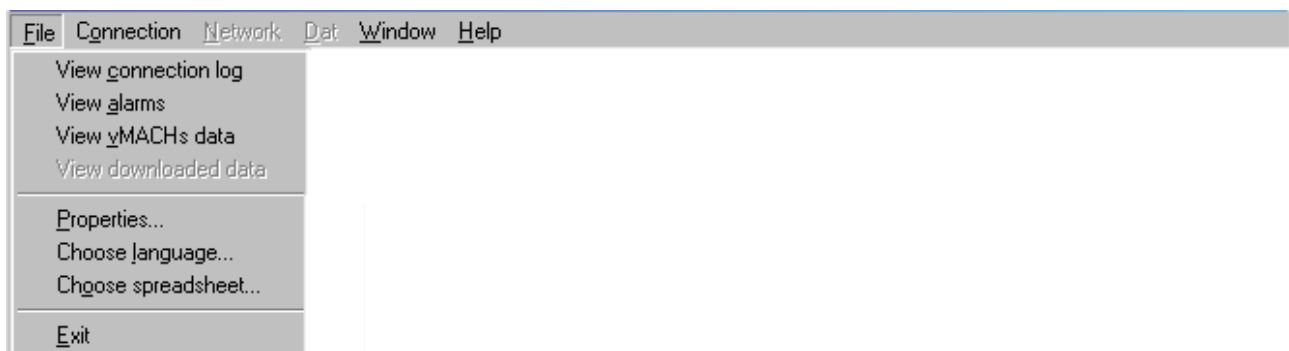 File Connection Network Dat Window Help
View connection log
View alarms
View vMACHs data
View downloaded data
Properties...
Choose language...
Choose spreadsheet...
Exit